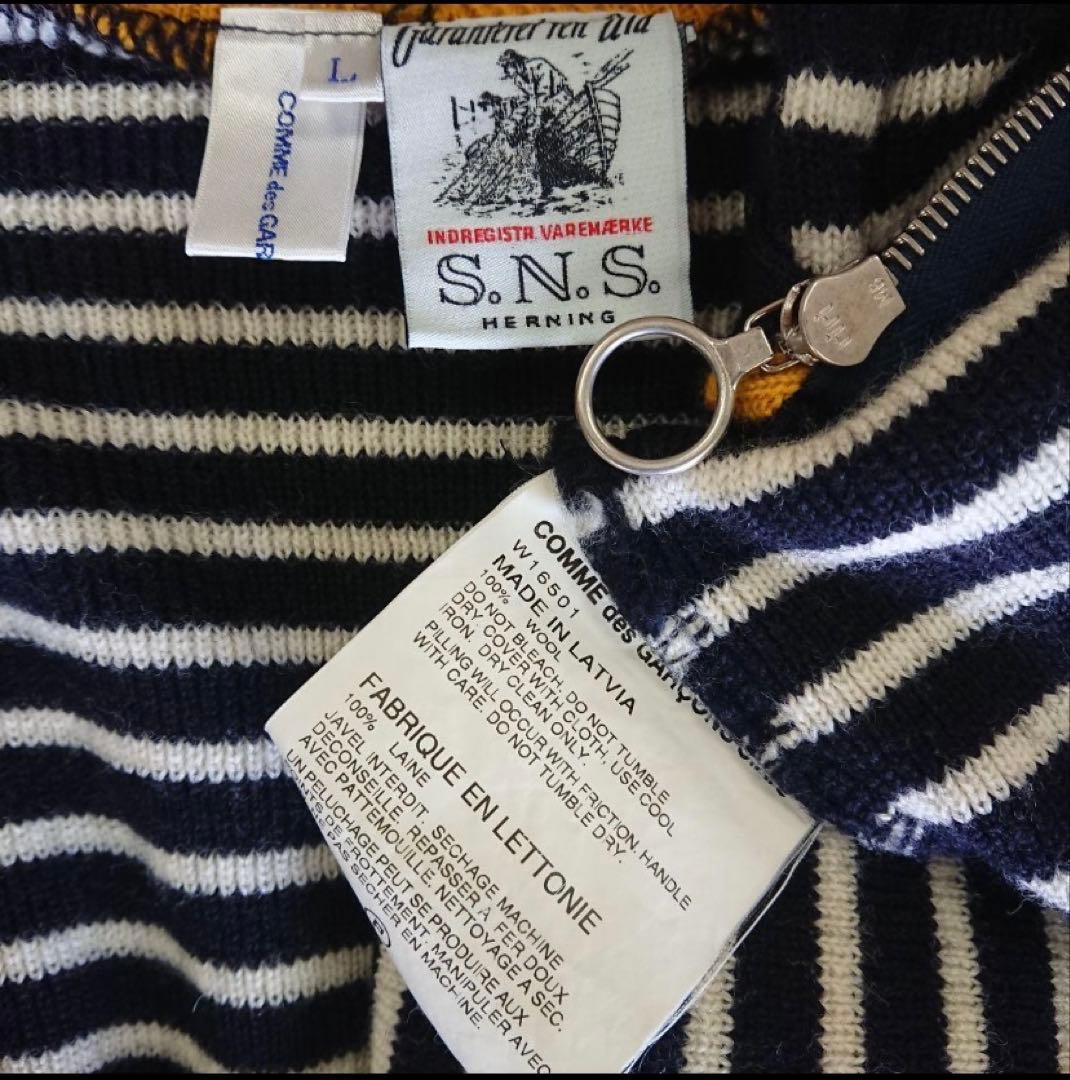 L
COMME des GAR
Garanteret ren Uld
INDREGISTR. VAREMÆRKE
S.N.S.
HERNING
COMME des GARÇONS
W16501
MADE IN LATVIA
100% WOOL
DO NOT BLEACH. DO NOT TUMBLE
DRY. COVER WITH CLOTH. USE COOL
IRON. DRY CLEAN ONLY.
PILLING WILL OCCUR WITH FRICTION. HANDLE
WITH CARE. DO NOT TUMBLE DRY.
FABRIQUE EN LETTONIE
100% LAINE
JAVEL INTERDIT. SECHAGE MACHINE
DECONSEILLE. REPASSER A FER DOUX
AVEC PATTEMOUILLE. NETTOYAGE A SEC.
UN PELUCHAGE PEUT SE PRODUIRE AUX
NTS DE FROTTEMENT. MANIPULER AVEC
PAS SECHER EN MACHINE.